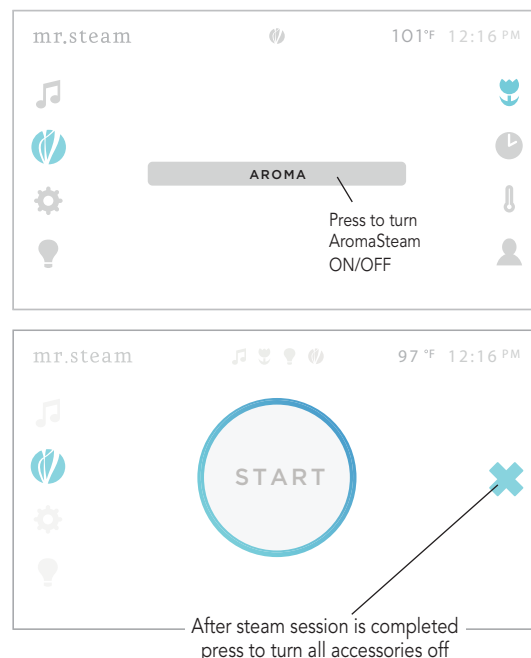 mr.steam 101°F 12:16 PM
AROMA
Press to turn
AromaSteam
ON/OFF
mr.steam 97 °F 12:16 PM
START
After steam session is completed
press to turn all accessories off